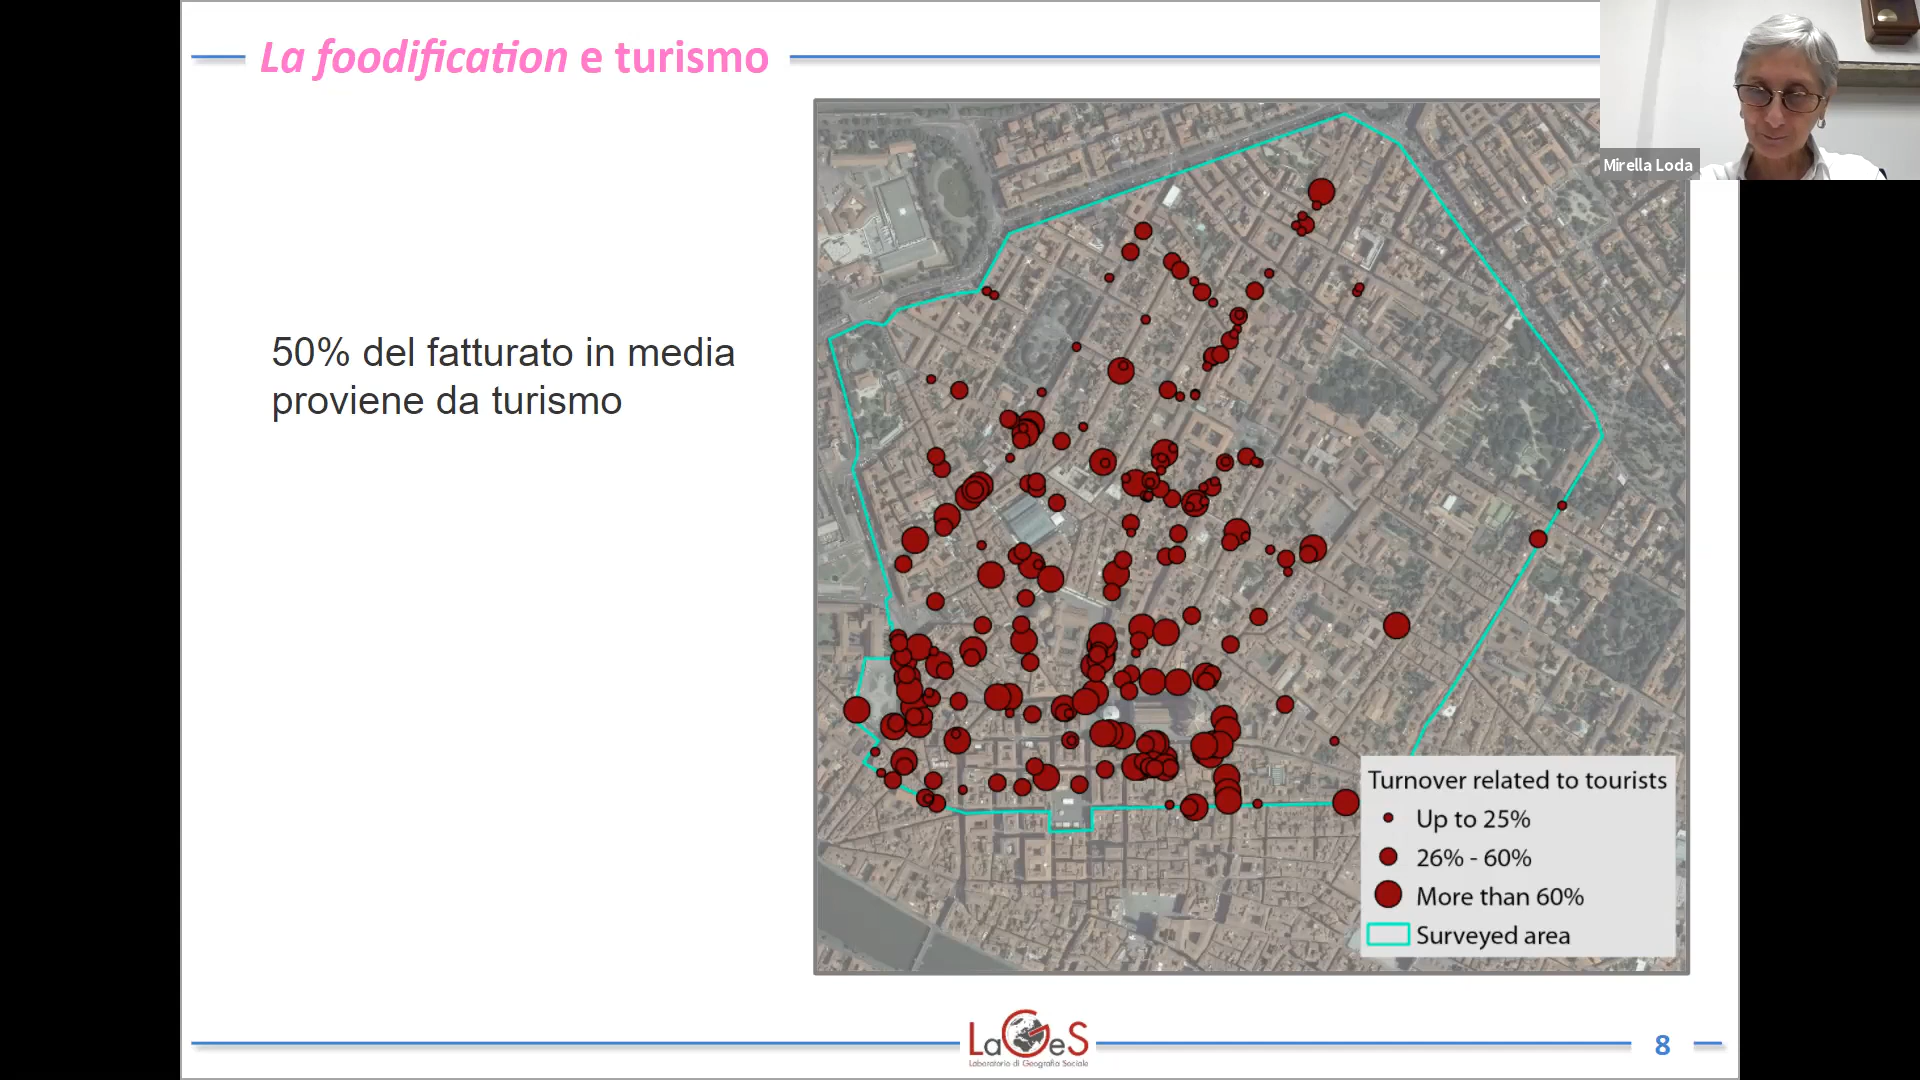 La foodification e turismo
Mirella Loda
50% del fatturato in media
proviene da turismo
Turnover related to tourists
Up to 25%
26% - 60%
More than 60%
Surveyed area
LaGeS
Laboratorio di Geografia Sociale
8